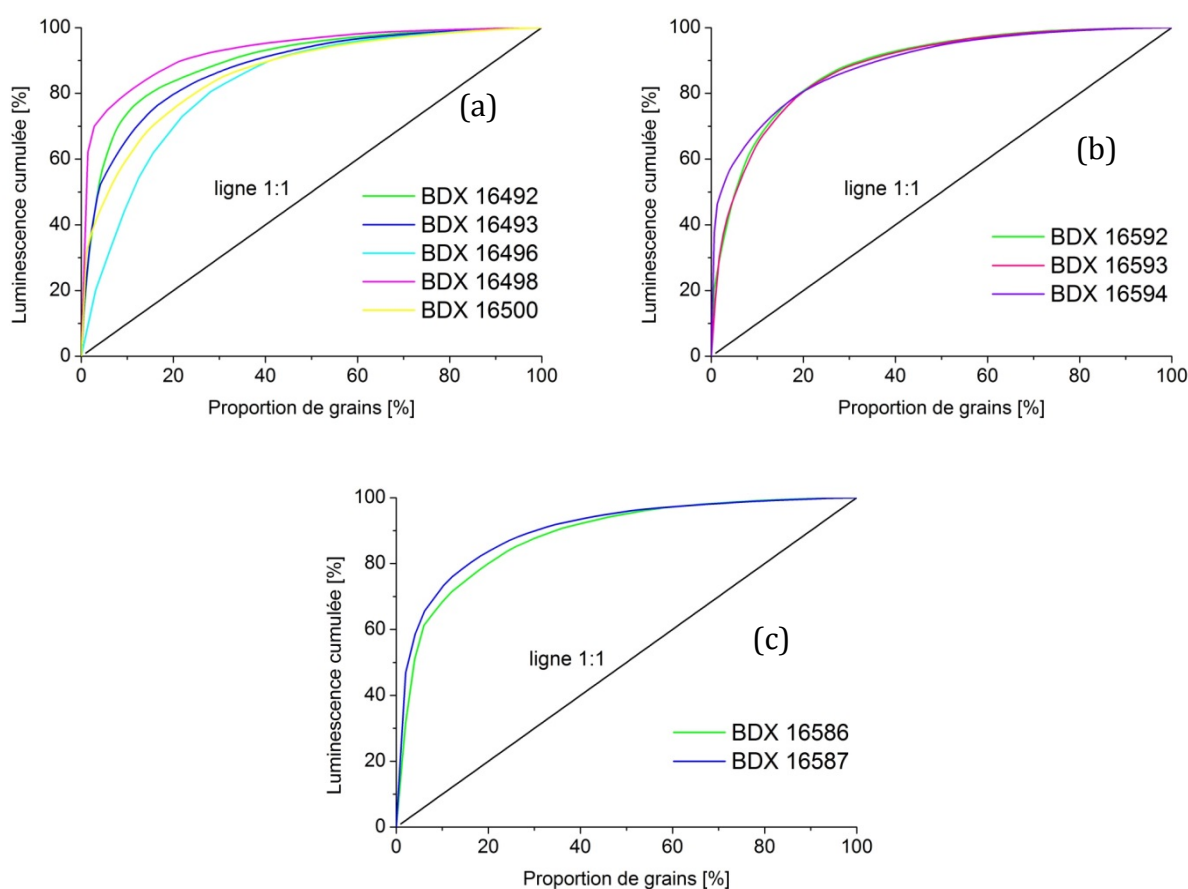 (a)
Luminescence cumulée [%]
100
80
60
40
20
0
ligne 1:1
BDX 16492
BDX 16493
BDX 16496
BDX 16498
BDX 16500
0 20 40 60 80 100
Proportion de grains [%]
(b)
Luminescence cumulée [%]
100
80
60
40
20
0
ligne 1:1
BDX 16592
BDX 16593
BDX 16594
0 20 40 60 80 100
Proportion de grains [%]
(c)
Luminescence cumulée [%]
100
80
60
40
20
0
ligne 1:1
BDX 16586
BDX 16587
0 20 40 60 80 100
Proportion de grains [%]